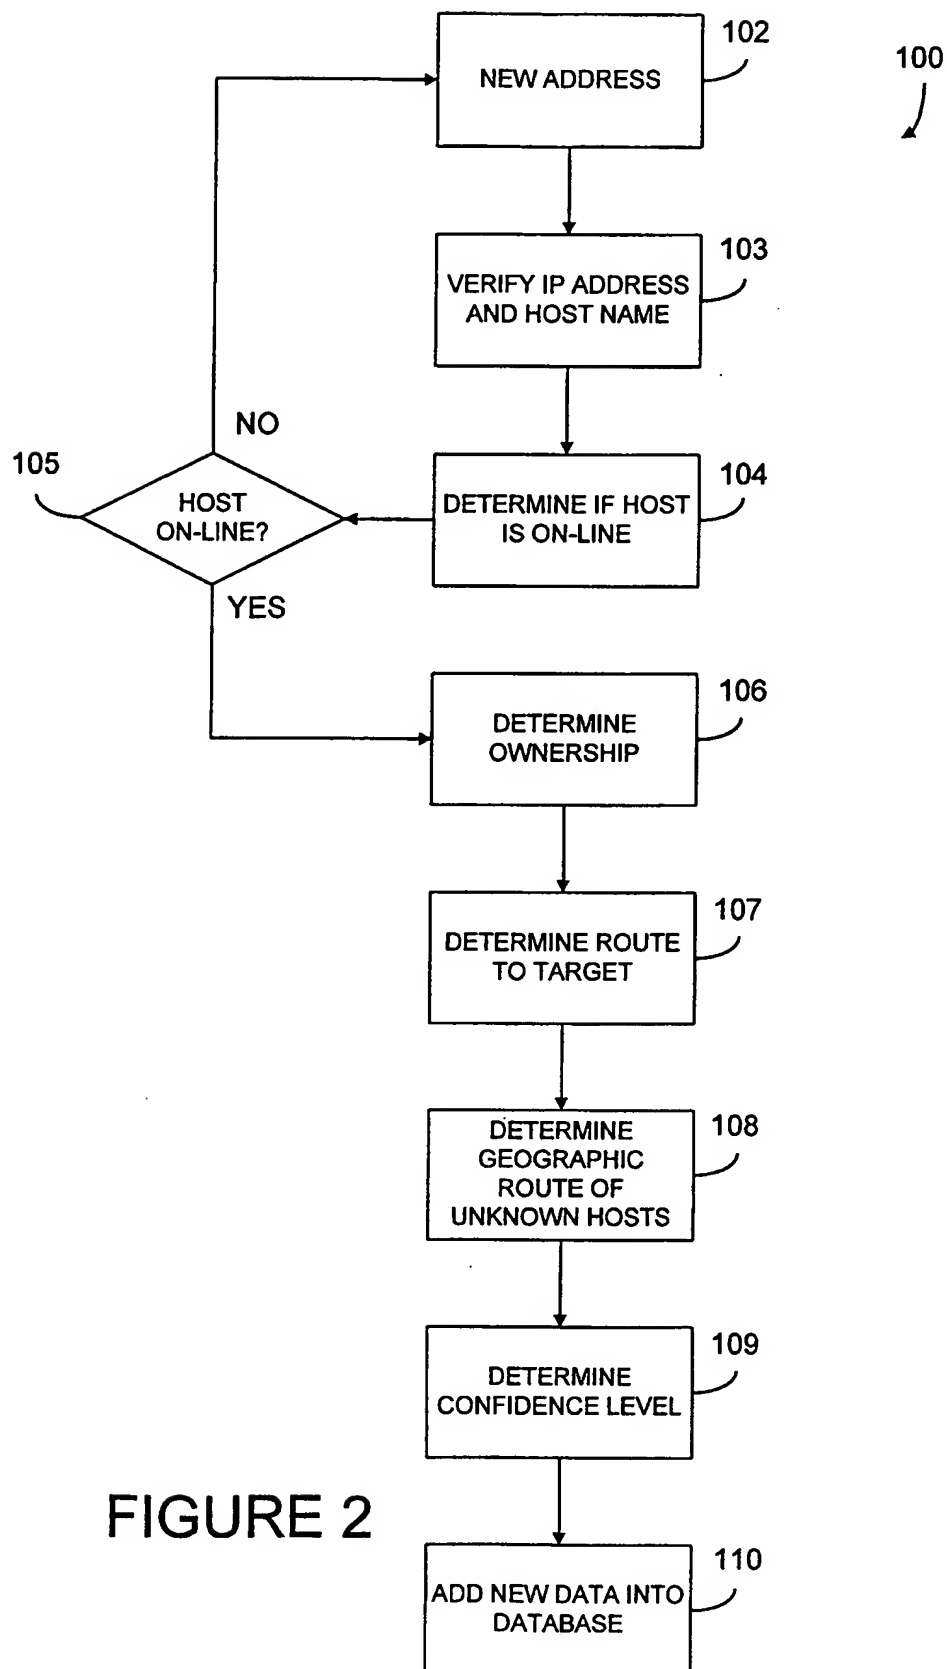 102
100
NEW ADDRESS
103
VERIFY IP ADDRESS
AND HOST NAME
NO
105
104
HOST
ON-LINE?
DETERMINE IF HOST
IS ON-LINE
YES
106
DETERMINE
OWNERSHIP
107
DETERMINE ROUTE
TO TARGET
108
DETERMINE
GEOGRAPHIC
ROUTE OF
UNKNOWN HOSTS
109
DETERMINE
CONFIDENCE LEVEL
FIGURE 2
110
ADD NEW DATA INTO
DATABASE